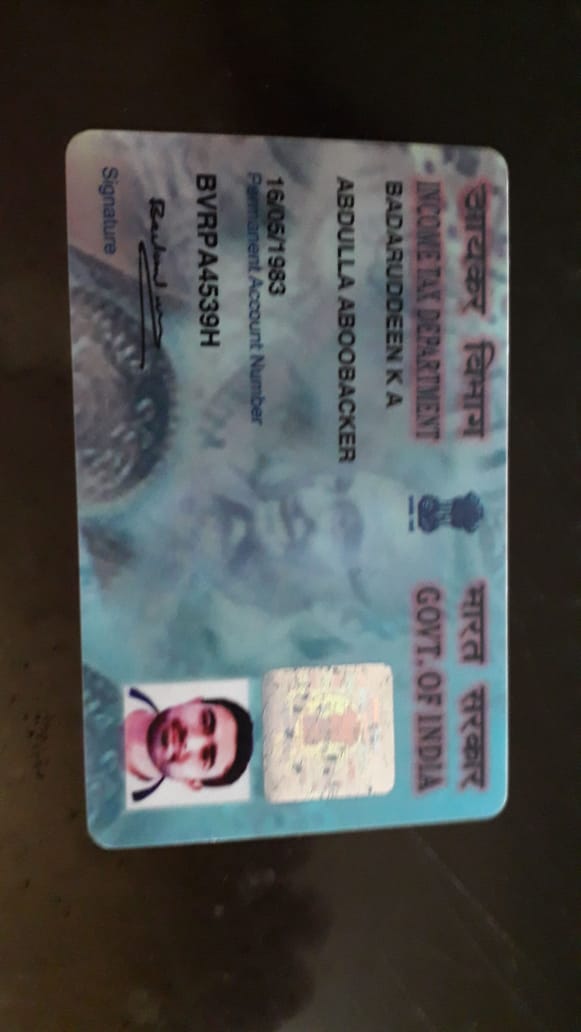 आयकर विभाग
INCOME TAX DEPARTMENT
भारत सरकार
GOVT. OF INDIA
BADARUDDEEN K A
ABDULLA ABOOBACKER
16/05/1983
Permanent Account Number
BVRPA4539H
Signature